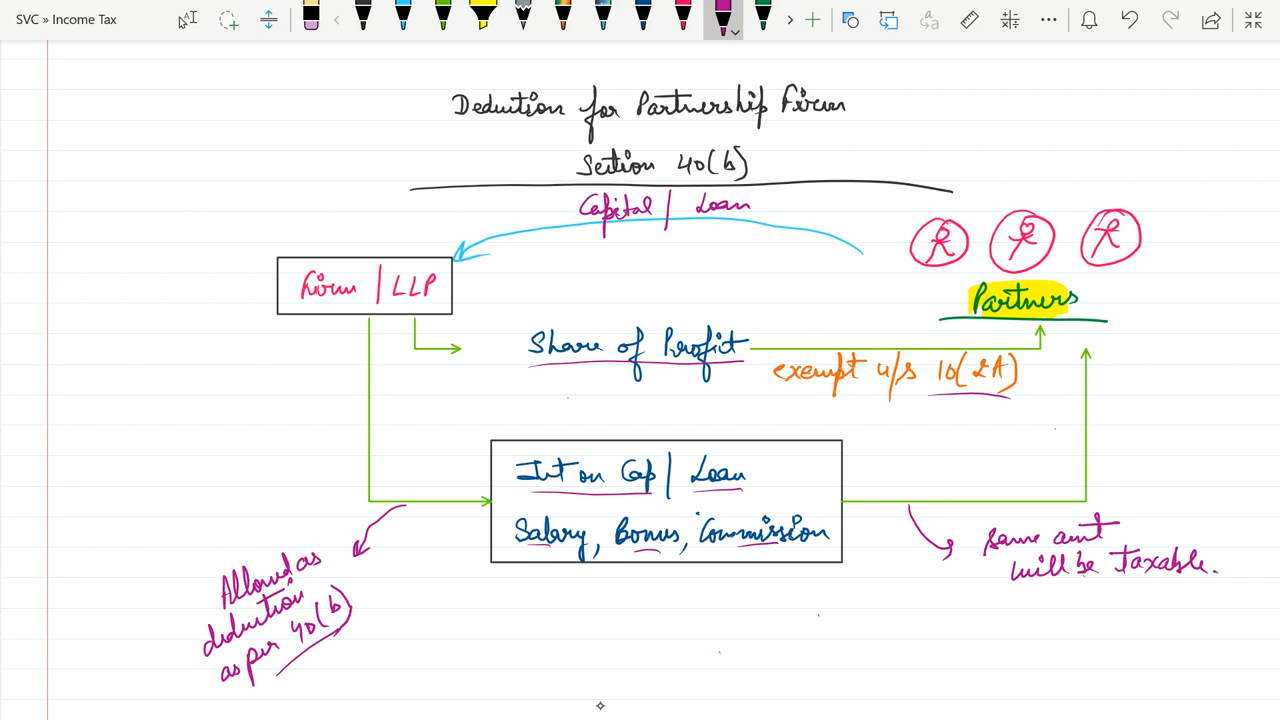 SVC » Income Tax
Deduction for Partnership Firm
Section 40(b)
Capital | Loan
Firm | LLP
Partners
Share of Profit
exempt u/s 10(2A)
Int on Cap | Loan
Salary, Bonus, Commission
Same amt
will be taxable.
Allowed as
deduction
as per 40(b)